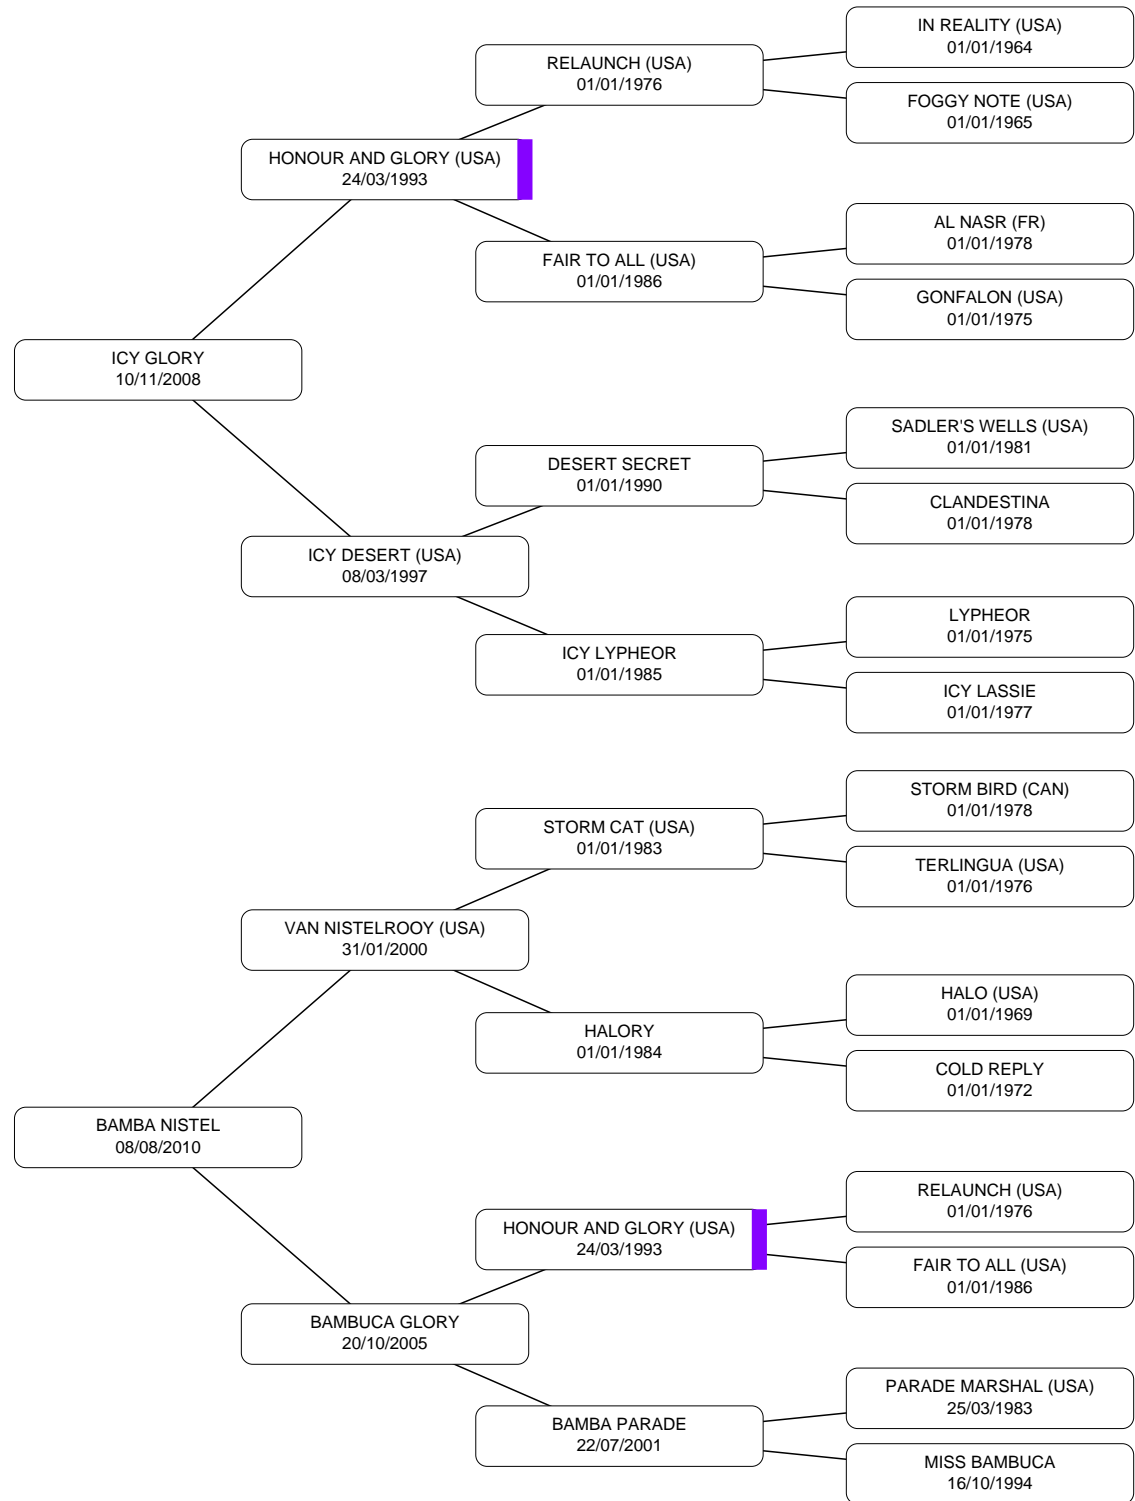 IN REALITY (USA)
01/01/1964
RELAUNCH (USA)
01/01/1976
FOGGY NOTE (USA)
01/01/1965
HONOUR AND GLORY (USA)
24/03/1993
AL NASR (FR)
01/01/1978
FAIR TO ALL (USA)
01/01/1986
GONFALON (USA)
01/01/1975
ICY GLORY
10/11/2008
SADLER'S WELLS (USA)
01/01/1981
DESERT SECRET
01/01/1990
CLANDESTINA
01/01/1978
ICY DESERT (USA)
08/03/1997
LYPHEOR
01/01/1975
ICY LYPHEOR
01/01/1985
ICY LASSIE
01/01/1977
STORM BIRD (CAN)
01/01/1978
STORM CAT (USA)
01/01/1983
TERLINGUA (USA)
01/01/1976
VAN NISTELROOY (USA)
31/01/2000
HALO (USA)
01/01/1969
HALORY
01/01/1984
COLD REPLY
01/01/1972
BAMBA NISTEL
08/08/2010
RELAUNCH (USA)
01/01/1976
HONOUR AND GLORY (USA)
24/03/1993
FAIR TO ALL (USA)
01/01/1986
BAMBUCA GLORY
20/10/2005
PARADE MARSHAL (USA)
25/03/1983
BAMBA PARADE
22/07/2001
MISS BAMBUCA
16/10/1994